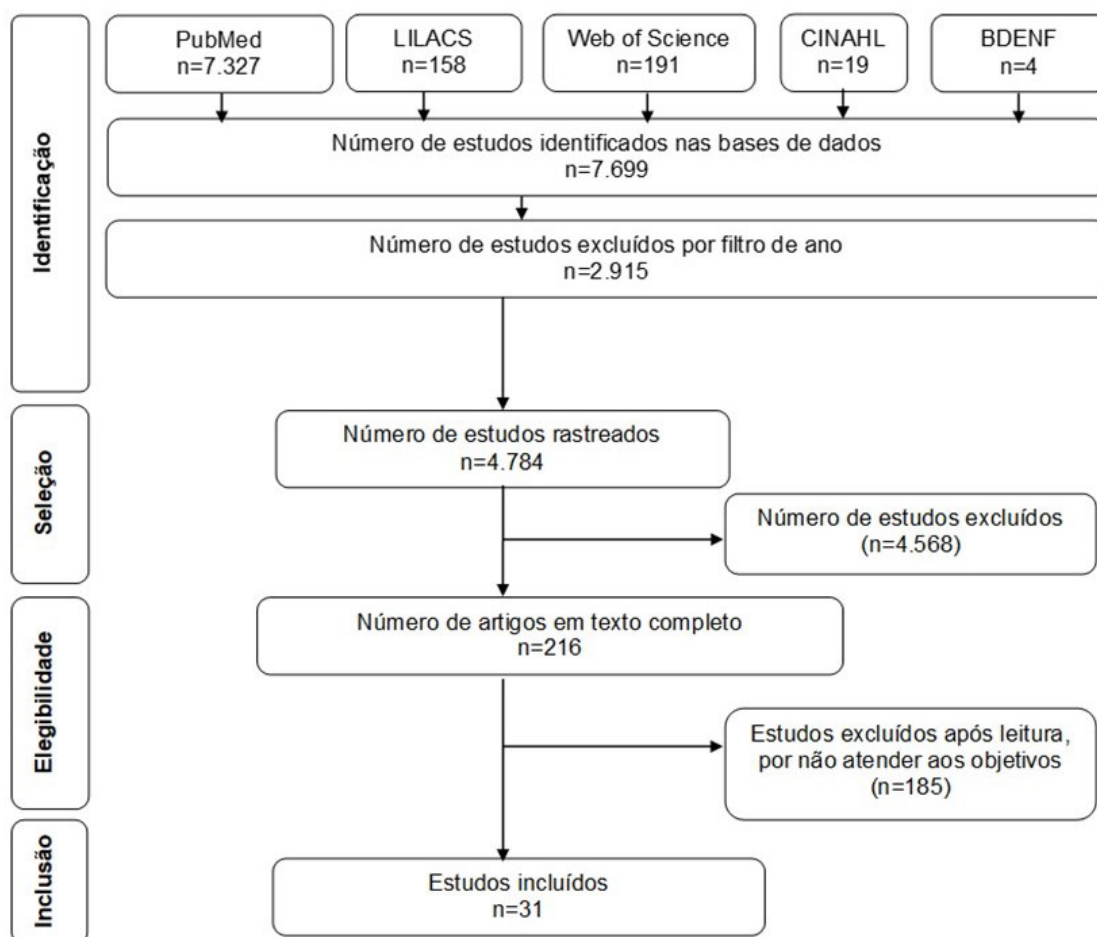 Identificação
PubMed
n=7.327
LILACS
n=158
Web of Science
n=191
CINAHL
n=19
BDENF
n=4
Número de estudos identificados nas bases de dados
n=7.699
Número de estudos excluídos por filtro de ano
n=2.915
Seleção
Número de estudos rastreados
n=4.784
Número de estudos excluídos
(n=4.568)
Elegibilidade
Número de artigos em texto completo
n=216
Estudos excluídos após leitura,
por não atender aos objetivos
(n=185)
Inclusão
Estudos incluídos
n=31